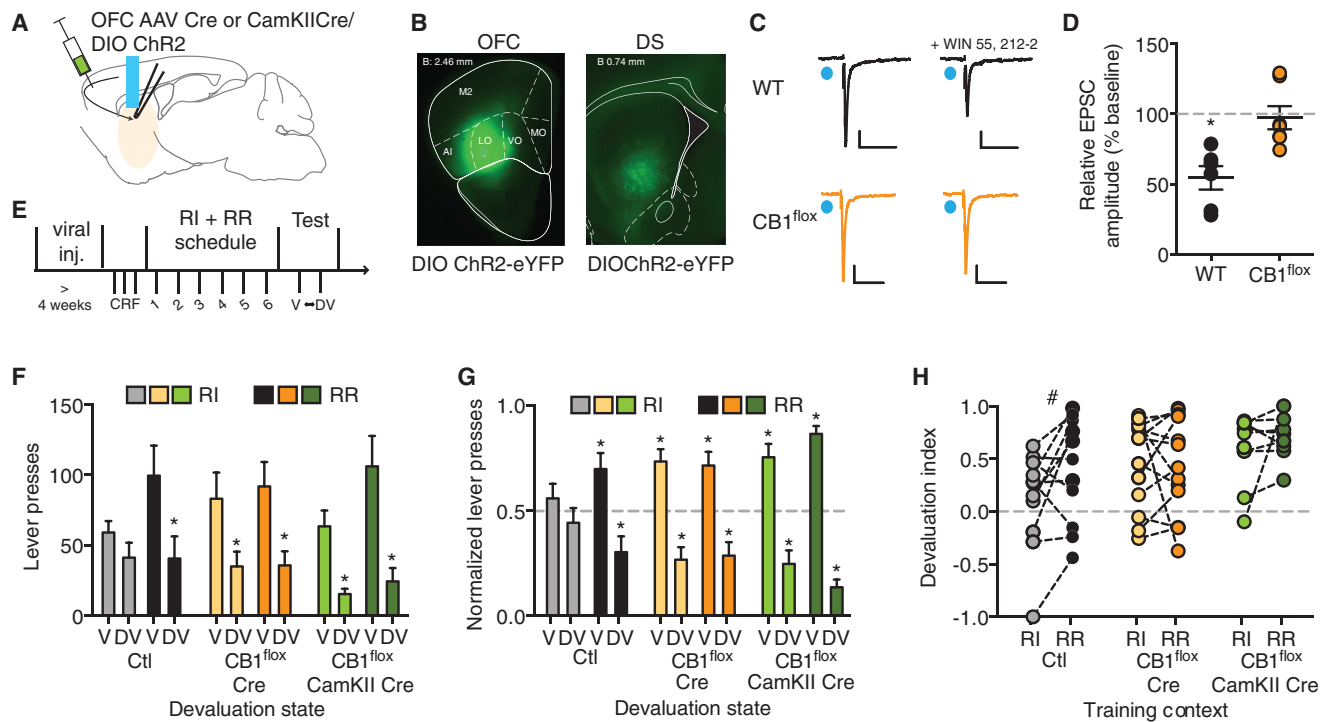 A
OFC AAV Cre or CamKIICre/
DIO ChR2
B
OFC
DS
B: 2.46 mm
B 0.74 mm
M2
AI
LO
VO
MO
DIO ChR2-eYFP
DIOChR2-eYFP
C
+ WIN 55, 212-2
WT
CB1flox
D
Relative EPSC
amplitude (% baseline)
150
100
50
0
*
WT
CB1flox
E
viral
inj.
RI + RR
schedule
Test
>
4 weeks
CRF
1 2 3 4 5 6
V ↔ DV
F
RI
RR
Lever presses
150
100
50
0
* * * * *
V DV V DV V DV V DV V DV V DV
Ctl
CB1flox
Cre
CB1flox
CamKII Cre
Devaluation state
G
RI
RR
Normalized lever presses
1.0
0.5
0.0
* * * * * * * * * *
V DV V DV V DV V DV V DV V DV
Ctl
CB1flox
Cre
CB1flox
CamKII Cre
Devaluation state
H
Devaluation index
1.0
0.5
0.0
-0.5
-1.0
#
RI RR RI RR RI RR
Ctl
CB1flox
Cre
CB1flox
CamKII Cre
Training context